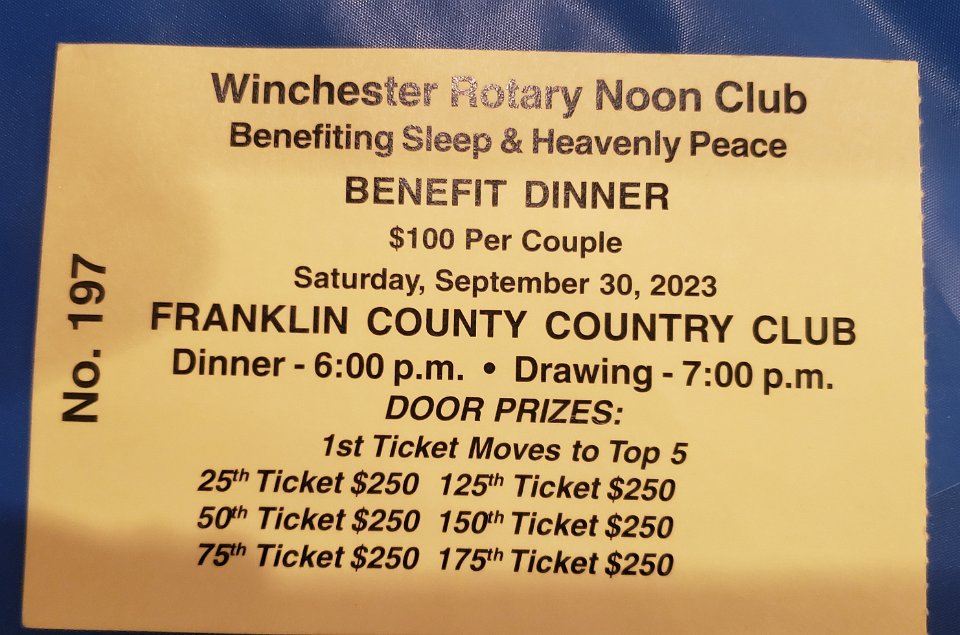 Winchester Rotary Noon Club
Benefiting Sleep & Heavenly Peace
BENEFIT DINNER
$100 Per Couple
Saturday, September 30, 2023
FRANKLIN COUNTY COUNTRY CLUB
Dinner - 6:00 p.m. • Drawing - 7:00 p.m.
DOOR PRIZES:
1st Ticket Moves to Top 5
25th Ticket $250 125th Ticket $250
50th Ticket $250 150th Ticket $250
75th Ticket $250 175th Ticket $250
No. 197